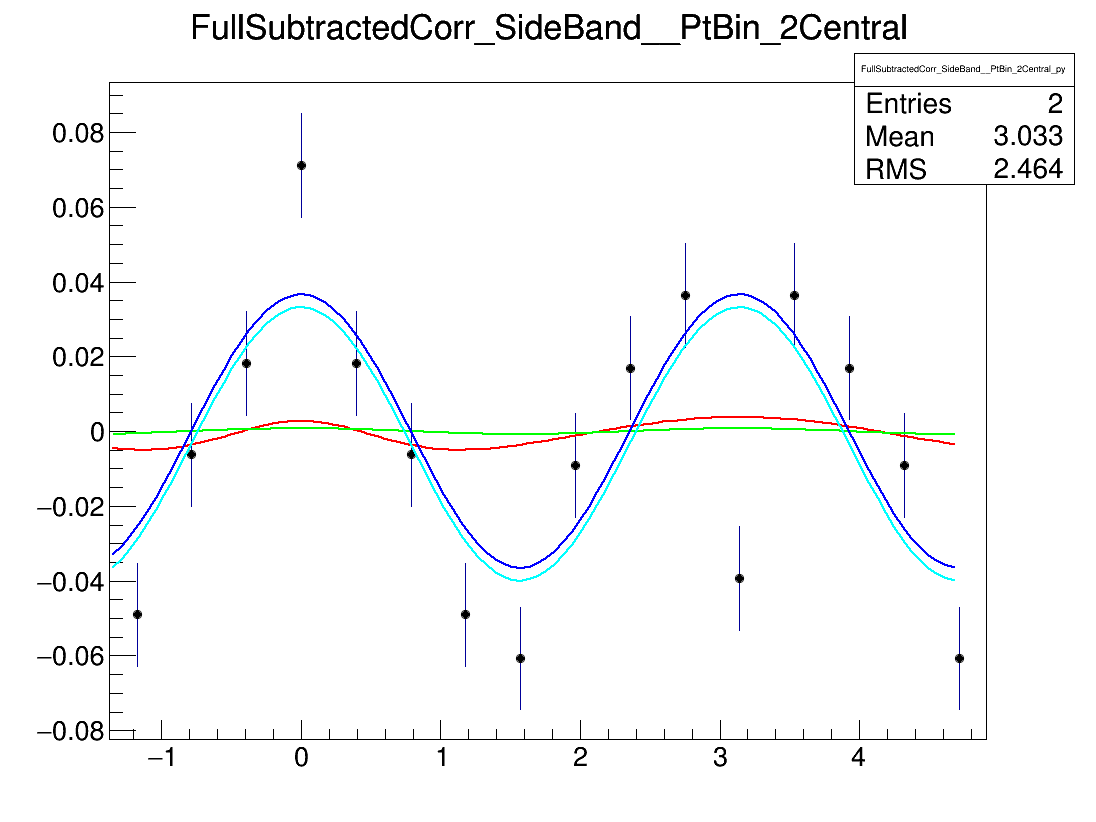 FullSubtractedCorr_SideBand__PtBin_2Central
FullSubtractedCorr_SideBand__PtBin_2Central_py
Entries 2
Mean 3.033
RMS 2.464
0.08
0.06
0.04
0.02
0
−0.02
−0.04
−0.06
−0.08
−1 0 1 2 3 4